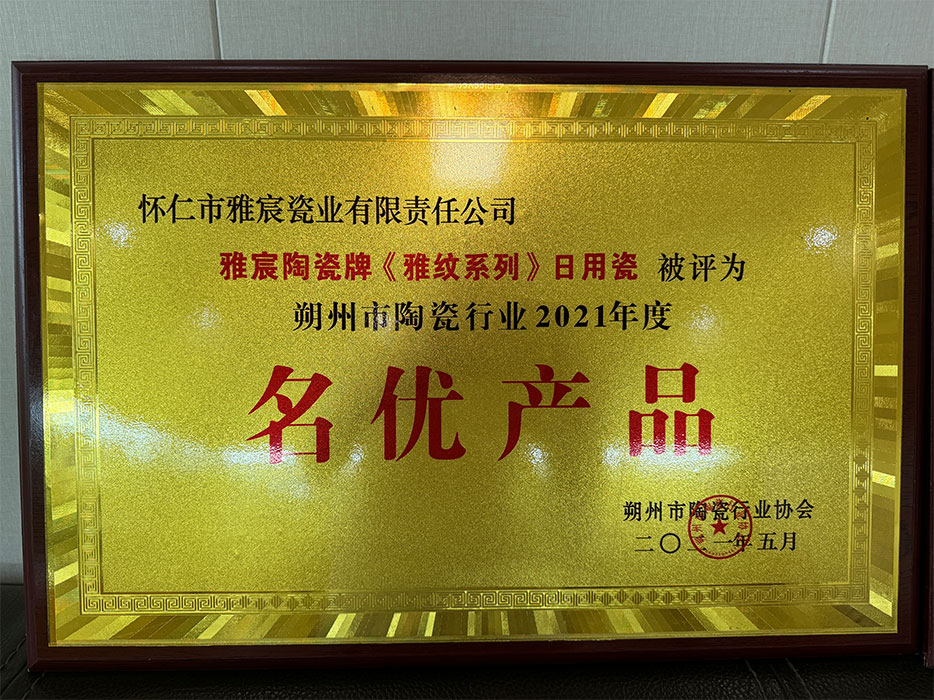 怀仁市雅宸瓷业有限责任公司
雅宸陶瓷牌《雅纹系列》日用瓷 被评为
朔州市陶瓷行业2021年度
名优产品
朔州市陶瓷行业协会
二〇二一年五月